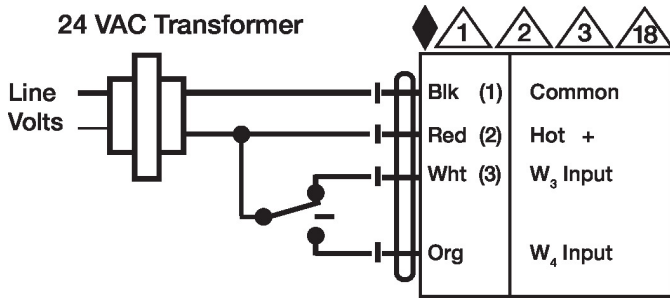 24 VAC Transformer
1 2 3 18
Line Volts
Blk (1) Common
Red (2) Hot +
Wht (3) W₃ Input
Org W₄ Input